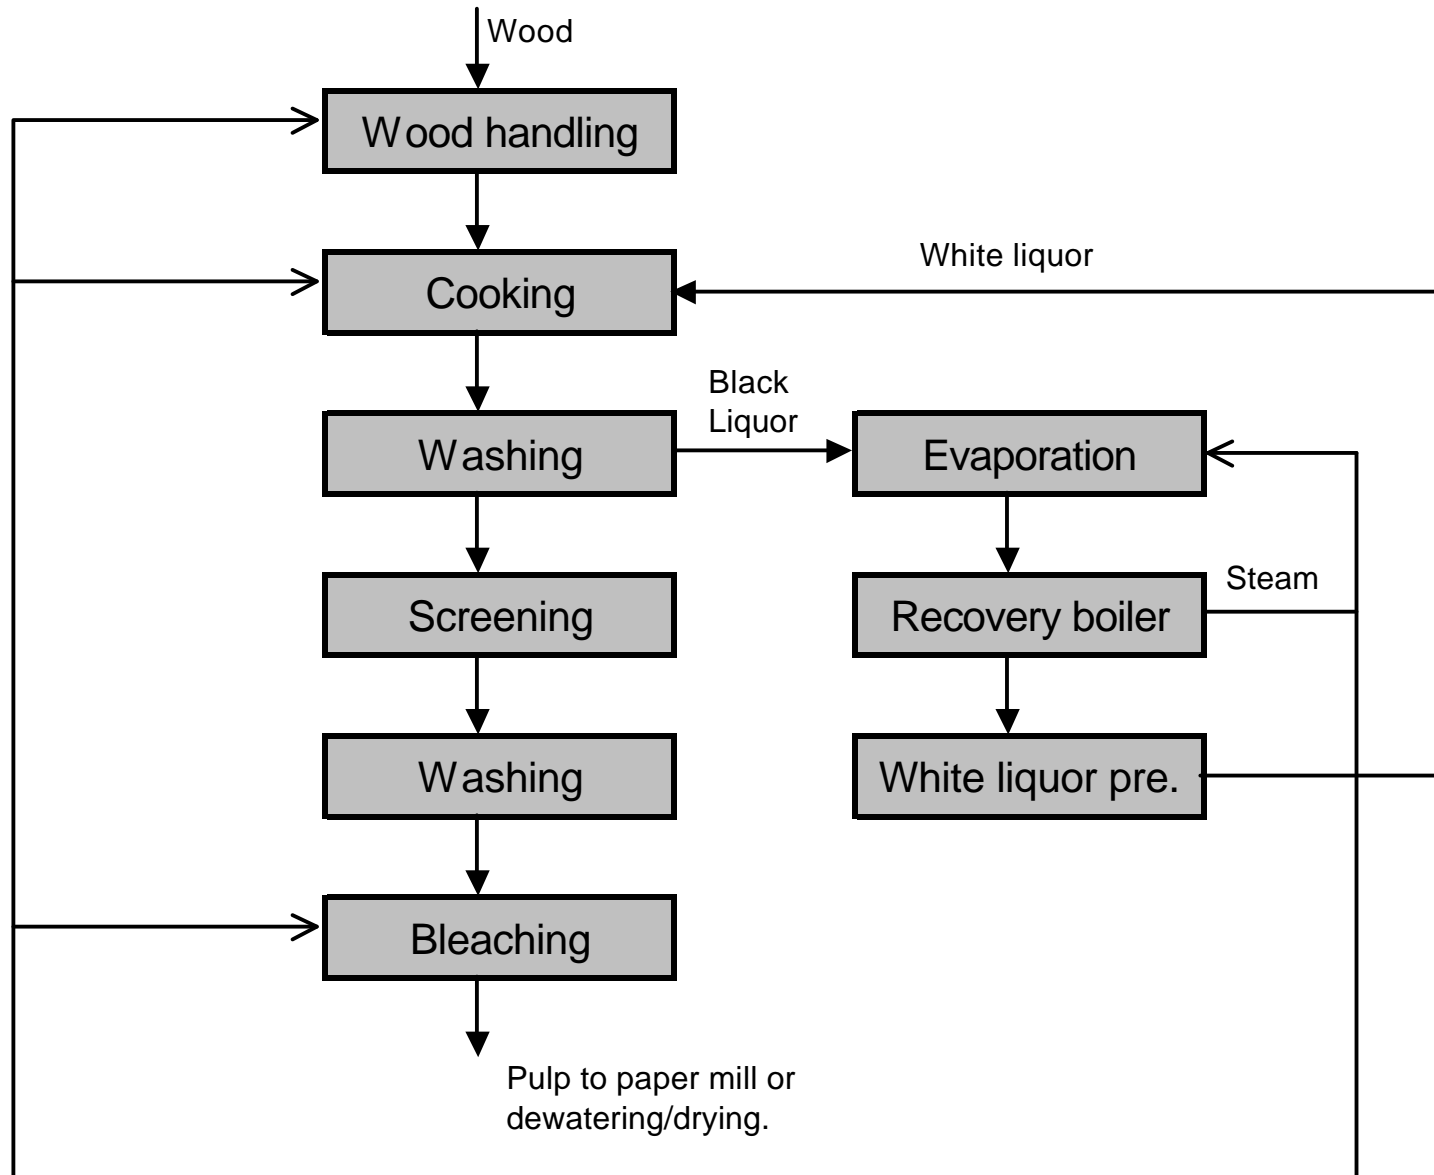 Wood
Wood handling
White liquor
Cooking
Black
Liquor
Washing
Evaporation
Steam
Screening
Recovery boiler
Washing
White liquor pre.
Bleaching
Pulp to paper mill or
dewatering/drying.